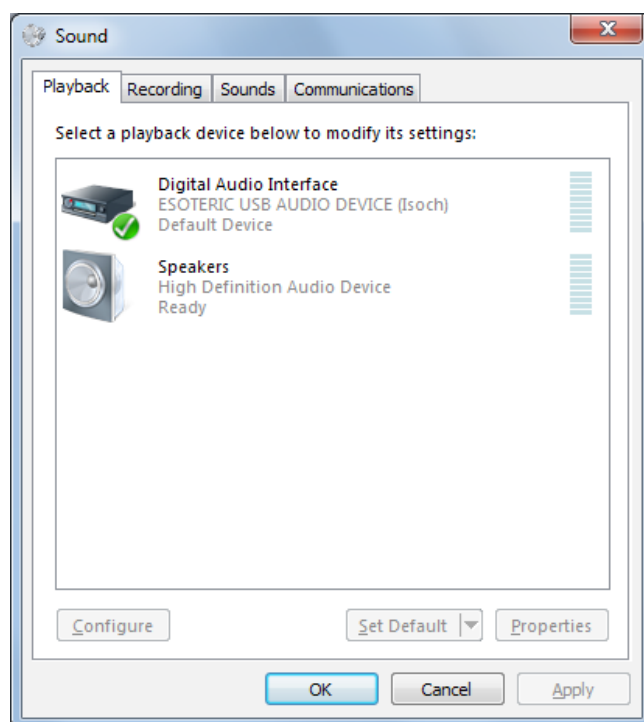 Sound
Playback Recording Sounds Communications
Select a playback device below to modify its settings:
Digital Audio Interface
ESOTERIC USB AUDIO DEVICE (Isoch)
Default Device
Speakers
High Definition Audio Device
Ready
Configure Set Default Properties
OK Cancel Apply